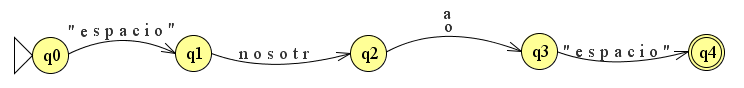 a
"espacio" o
q0 q1 nosotr q2 q3 "espacio" q4